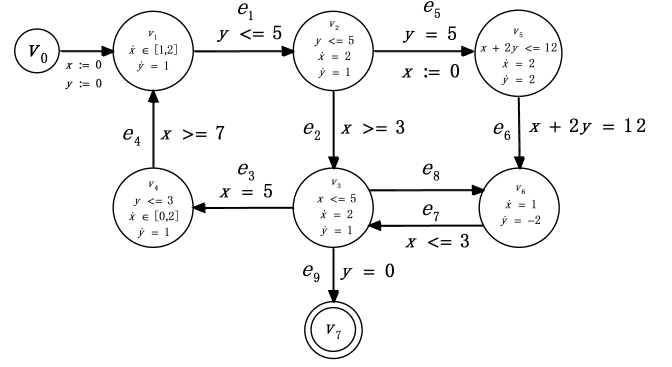 v₀
x := 0
y := 0
v₁
ẋ ∈ [1,2]
ẏ = 1
e₁
y <= 5
v₂
y <= 5
ẋ = 2
ẏ = 1
e₅
y = 5
x := 0
v₅
x + 2y <= 12
ẋ = 2
ẏ = 2
e₄
x >= 7
e₂
x >= 3
e₆
x + 2y = 12
v₄
y <= 3
ẋ ∈ [0,2]
ẏ = 1
e₃
x = 5
v₃
x <= 5
ẋ = 2
ẏ = 1
e₈
e₇
x <= 3
v₆
ẋ = 1
ẏ = -2
e₉
y = 0
v₇